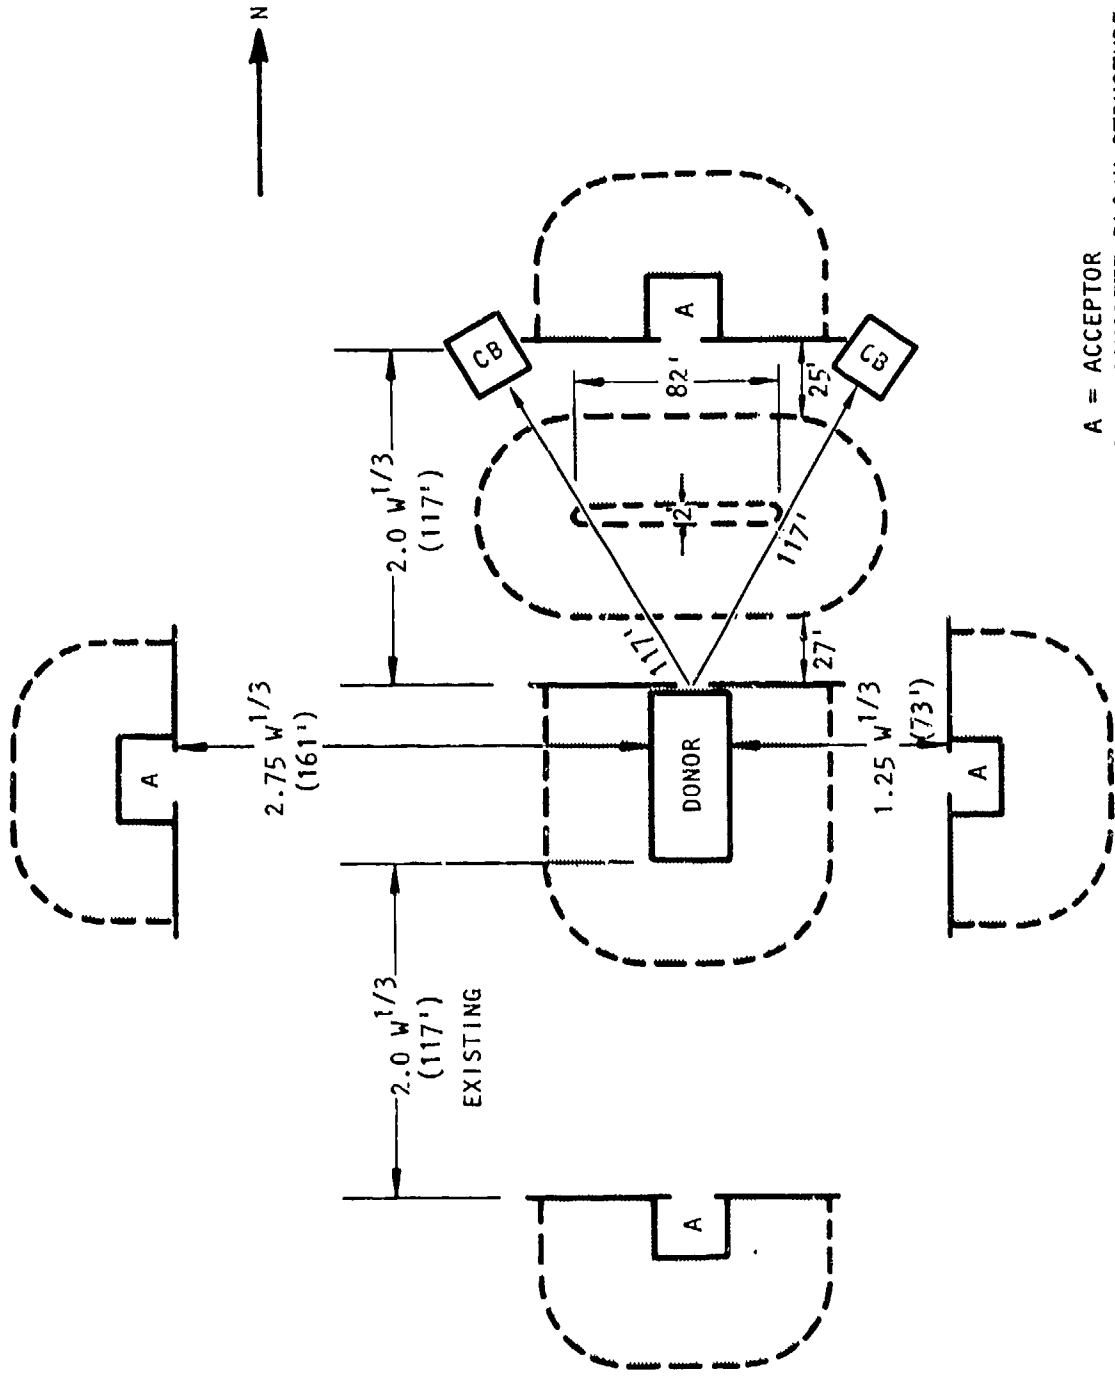 N
2.0 W1/3
(117')
CB
A
82'
25'
CB
2'
117'
117'
27'
A
2.75 W1/3
(161')
DONOR
1.25 W1/3
(73')
A
2.0 W1/3
(117')
EXISTING
A
A = ACCEPTOR